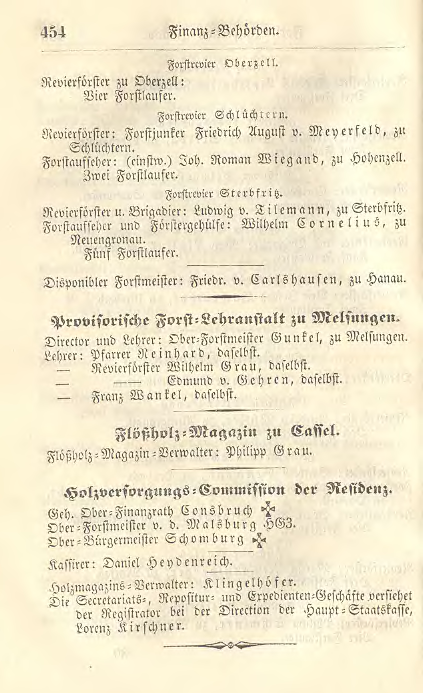 454 Finanz=Behörden.
Forstrevier Oberzell.
Revierförster zu Oberzell:
Vier Forstlaufer.
Forstrevier Schlüchtern.
Revierförster: Forstjunker Friedrich August v. Meyerfeld, zu
Schlüchtern.
Forstaufseher: (einstw.) Joh. Roman Wiegand, zu Hohenzell.
Zwei Forstlaufer.
Forstrevier Sterbfritz.
Revierförster u. Brigadier: Ludwig v. Tilemann, zu Sterbfritz.
Forstaufseher und Förstergehülfe: Wilhelm Cornelius, zu
Neuengronau.
Fünf Forstlaufer.
Disponibler Forstmeister: Friedr. v. Carlshausen, zu Hanau.
Provisorische Forst=Lehranstalt zu Melsungen.
Director und Lehrer: Ober=Forstmeister Gunkel, zu Melsungen.
Lehrer: Pfarrer Reinhard, daselbst.
— Revierförster Wilhelm Grau, daselbst.
— —— Edmund v. Gehren, daselbst.
— Franz Wankel, daselbst.
Flößholz=Magazin zu Cassel.
Flößholz=Magazin=Verwalter: Philipp Grau.
Holzversorgungs=Commission der Residenz.
Geh. Ober=Finanzrath Consbruch ✠
Ober=Forstmeister v. d. Malsburg HG3.
Ober=Bürgermeister Schomburg ✠
Kassirer: Daniel Heydenreich.
Holzmagazins=Verwalter: Klingelhöfer.
Die Secretariats=, Repositur= und Expedienten=Geschäfte versiehet
der Registrator bei der Direction der Haupt=Staatskasse,
Lorenz Kirschner.